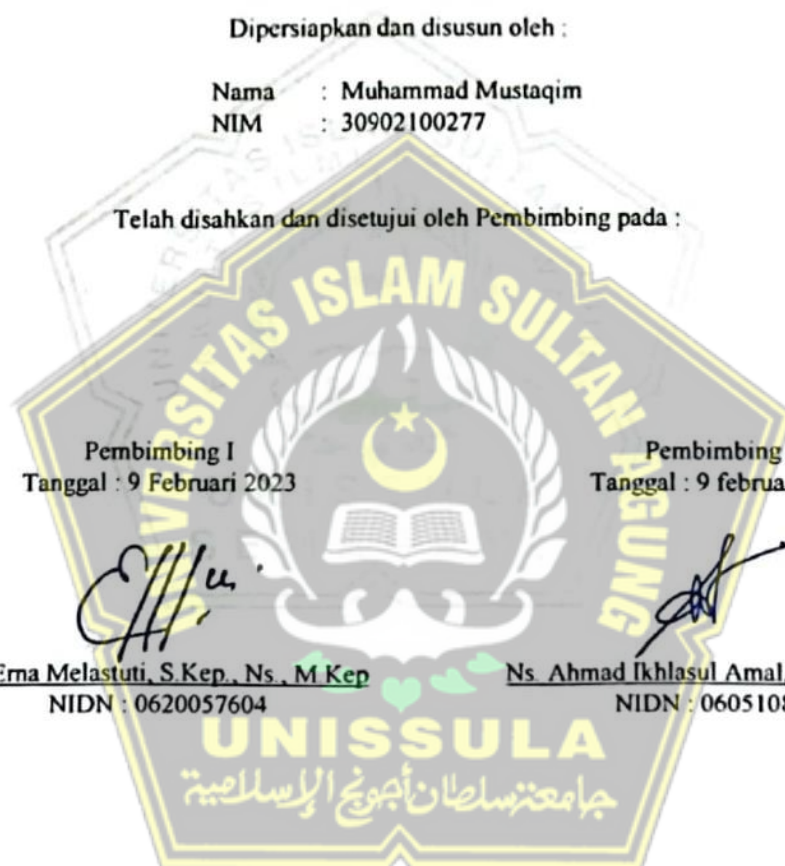 Dipersiapkan dan disusun oleh :
Nama : Muhammad Mustaqim
NIM : 30902100277
Telah disahkan dan disetujui oleh Pembimbing pada :
UNIVERSITAS ISLAM SULTAN AGUNG
Pembimbing I
Tanggal : 9 Februari 2023
Pembimbing
Tanggal : 9 februa
Erna Melastuti, S.Kep., Ns., M.Kep
NIDN : 0620057604
Ns. Ahmad Ikhlasul Amal,
NIDN : 060510
UNISSULA
جامعة سلطان أجونج الإسلامية